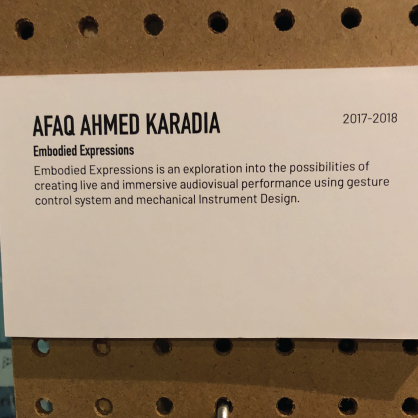 AFAQ AHMED KARADIA
2017-2018
Embodied Expressions
Embodied Expressions is an exploration into the possibilities of
creating live and immersive audiovisual performance using gesture
control system and mechanical Instrument Design.